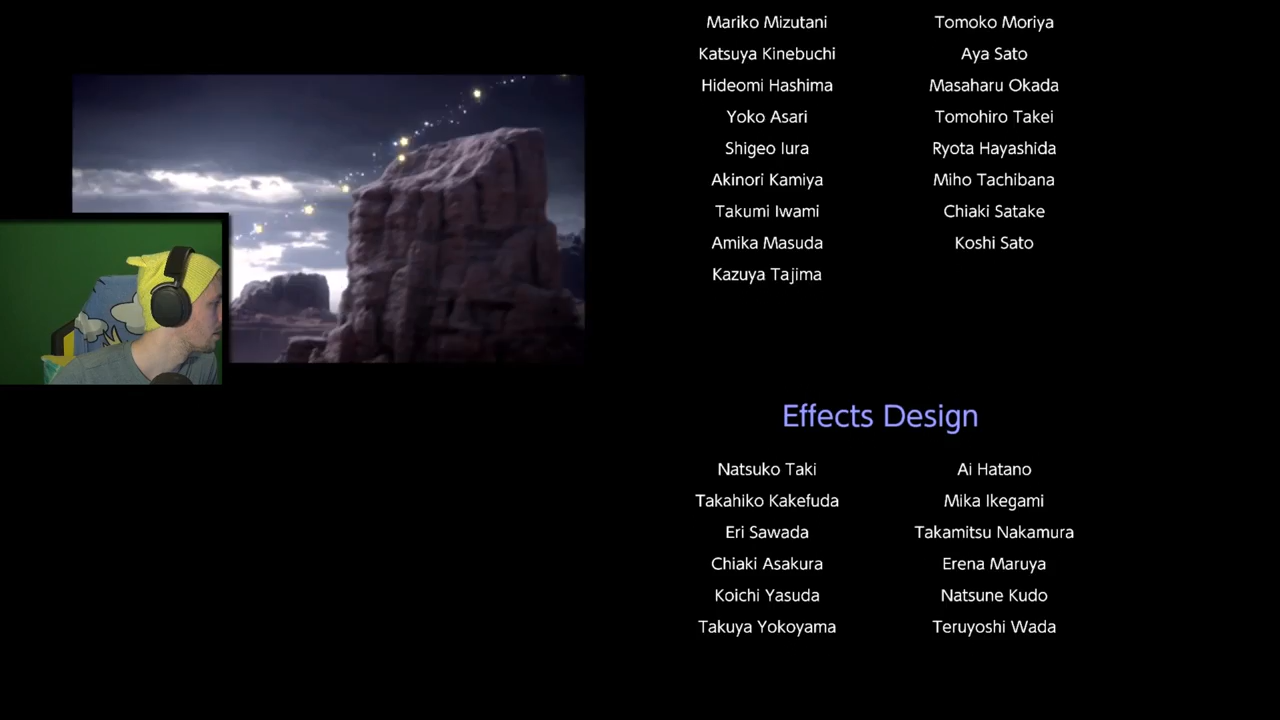 Mariko Mizutani Tomoko Moriya
Katsuya Kinebuchi Aya Sato
Hideomi Hashima Masaharu Okada
Yoko Asari Tomohiro Takei
Shigeo Iura Ryota Hayashida
Akinori Kamiya Miho Tachibana
Takumi Iwami Chiaki Satake
Amika Masuda Koshi Sato
Kazuya Tajima
Effects Design
Natsuko Taki Ai Hatano
Takahiko Kakefuda Mika Ikegami
Eri Sawada Takamitsu Nakamura
Chiaki Asakura Erena Maruya
Koichi Yasuda Natsune Kudo
Takuya Yokoyama Teruyoshi Wada